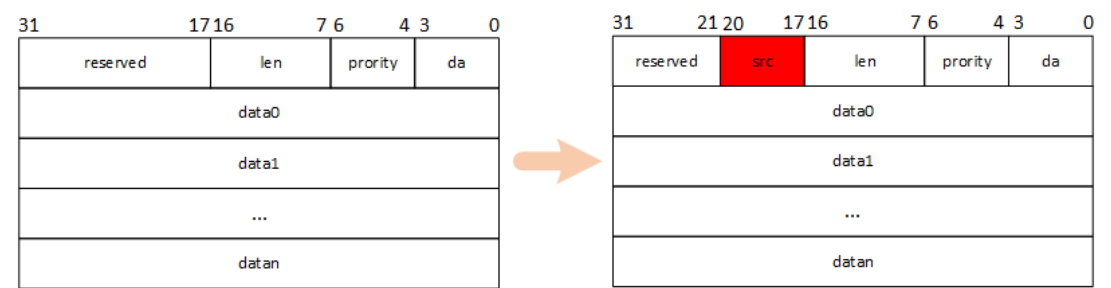 31 17 16 7 6 4 3 0
reserved len prority da
data0
data1
...
datan
31 21 20 17 16 7 6 4 3 0
reserved src len prority da
data0
data1
...
datan